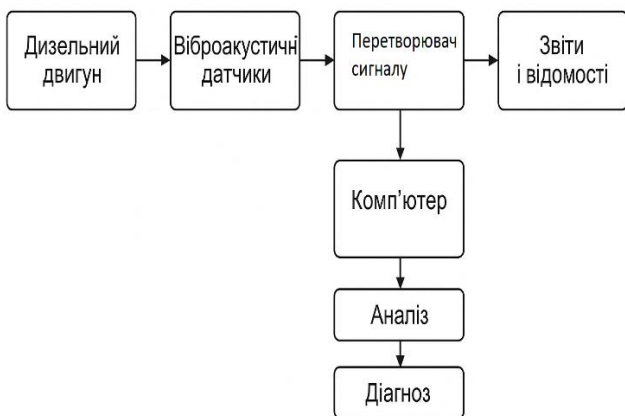 Дизельний
двигун
Віброакустичні
датчики
Перетворювач
сигналу
Звіти
і відомості
Комп'ютер
Аналіз
Діагноз